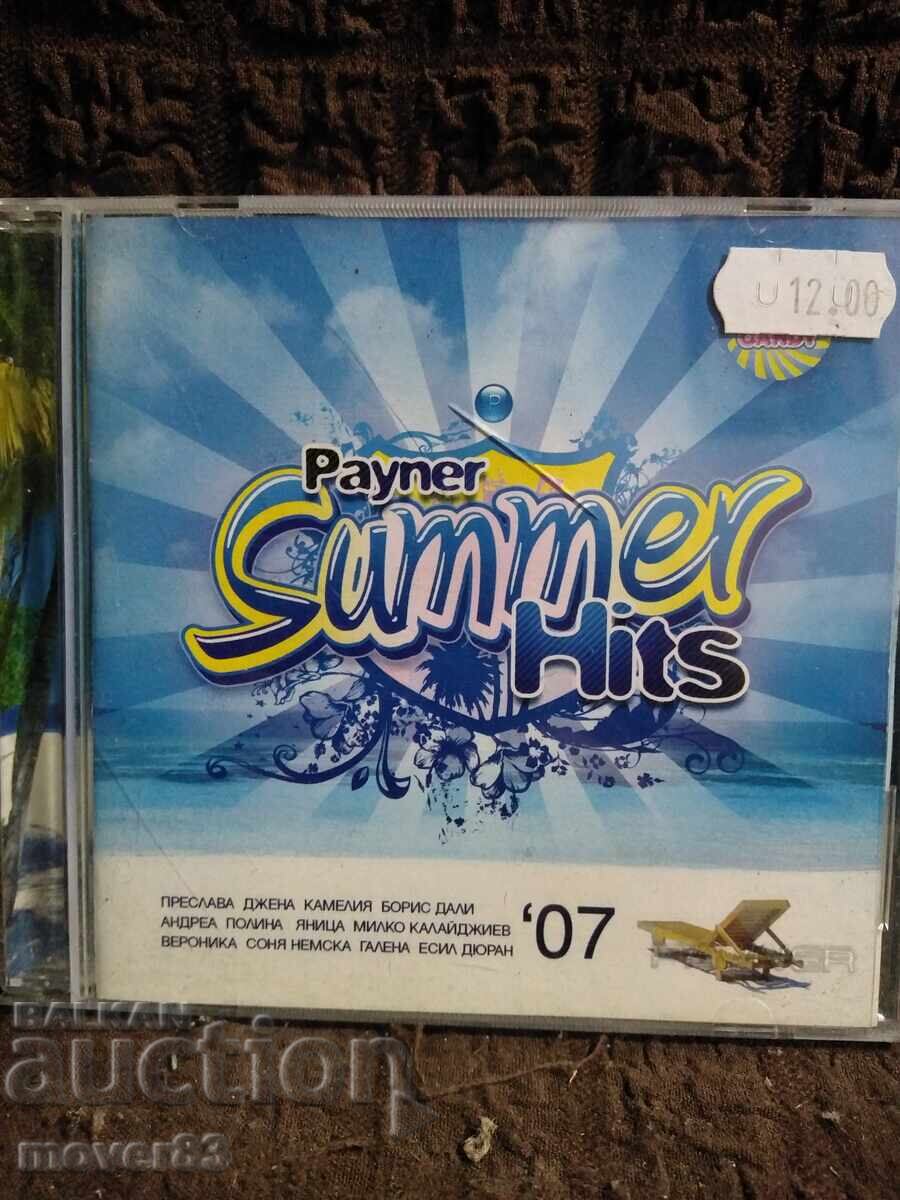 12.00
CANDY
P
Payner
Summer
Hits
ПРЕСЛАВА ДЖЕНА КАМЕЛИЯ БОРИС ДАЛИ
АНДРЕА ПОЛИНА ЯНИЦА МИЛКО КАЛАЙДЖИЕВ
ВЕРОНИКА СОНЯ НЕМСКА ГАЛЕНА ЕСИЛ ДЮРАН
'07
BALKAN
auction
mover83